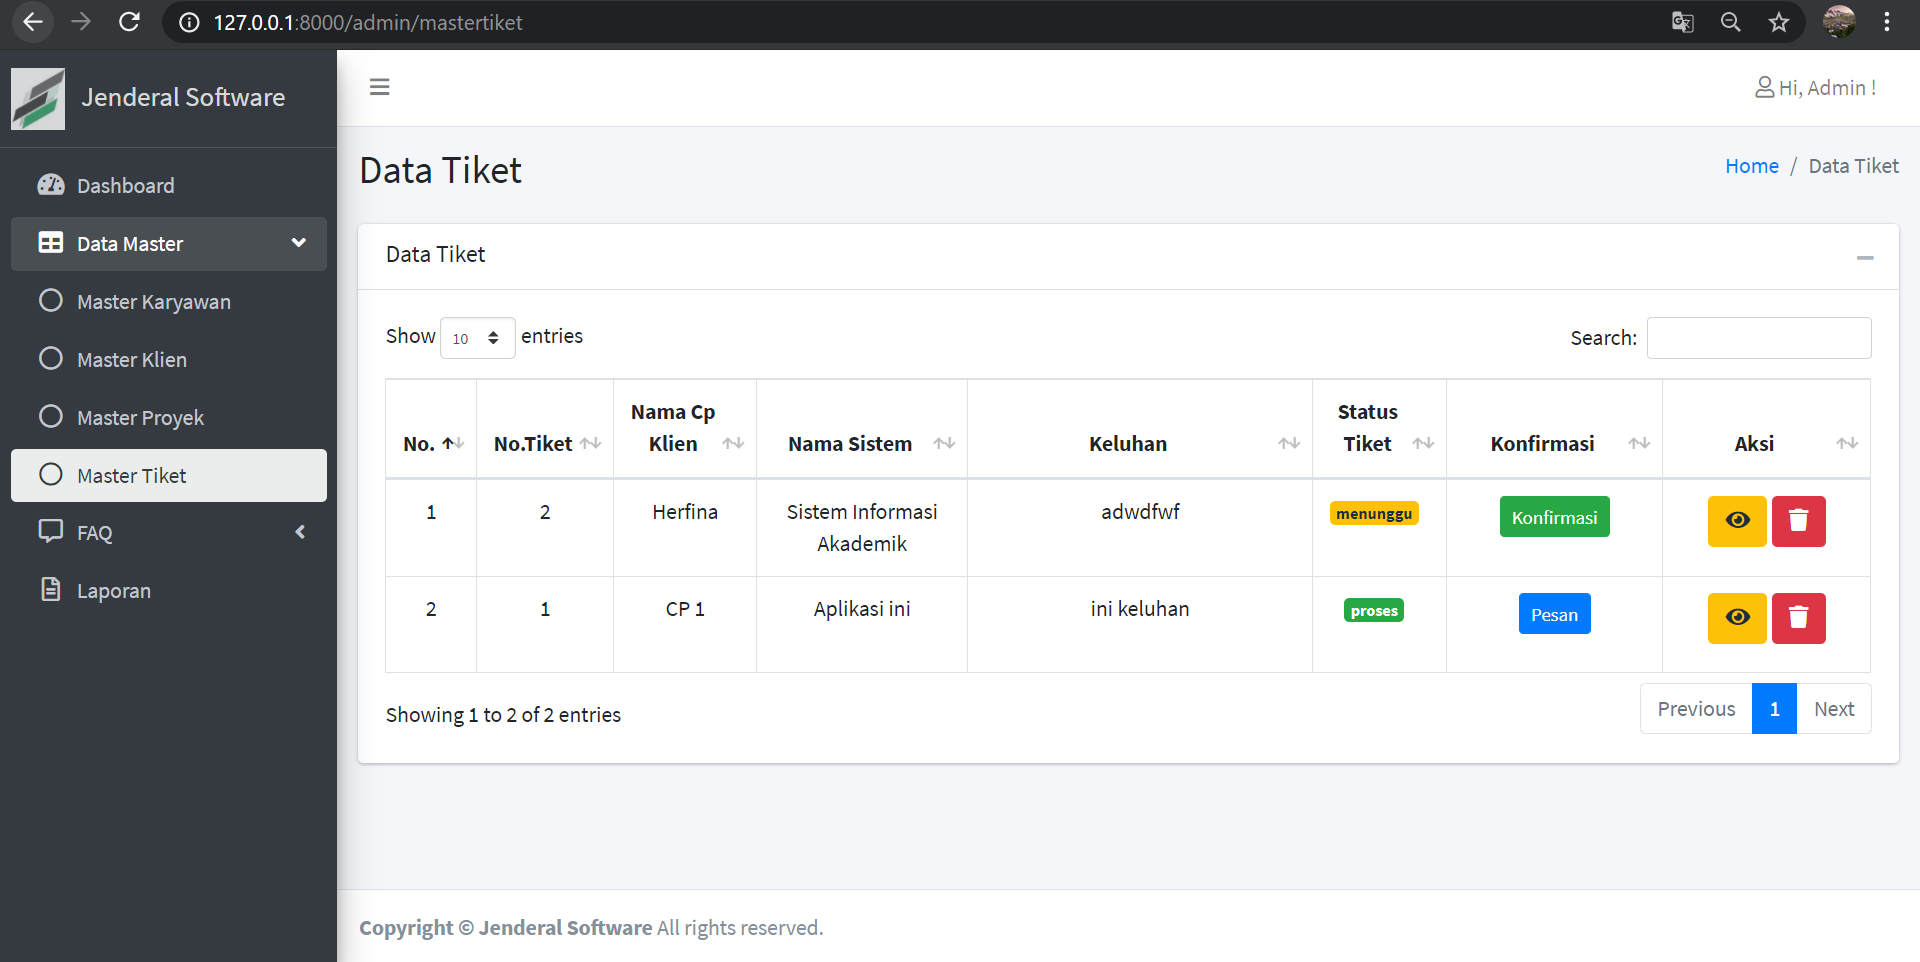 127.0.0.1:8000/admin/mastertiket
Jenderal Software
Hi, Admin !
Dashboard
Data Master
Master Karyawan
Master Klien
Master Proyek
Master Tiket
FAQ
Laporan
Data Tiket
Home / Data Tiket
Data Tiket
Show 10 entries
Search:
No. No.Tiket Nama Cp Klien Nama Sistem Keluhan Status Tiket Konfirmasi Aksi
1 2 Herfina Sistem Informasi Akademik adwdfwf menunggu Konfirmasi
2 1 CP 1 Aplikasi ini ini keluhan proses Pesan
Showing 1 to 2 of 2 entries
Previous 1 Next
Copyright © Jenderal Software All rights reserved.